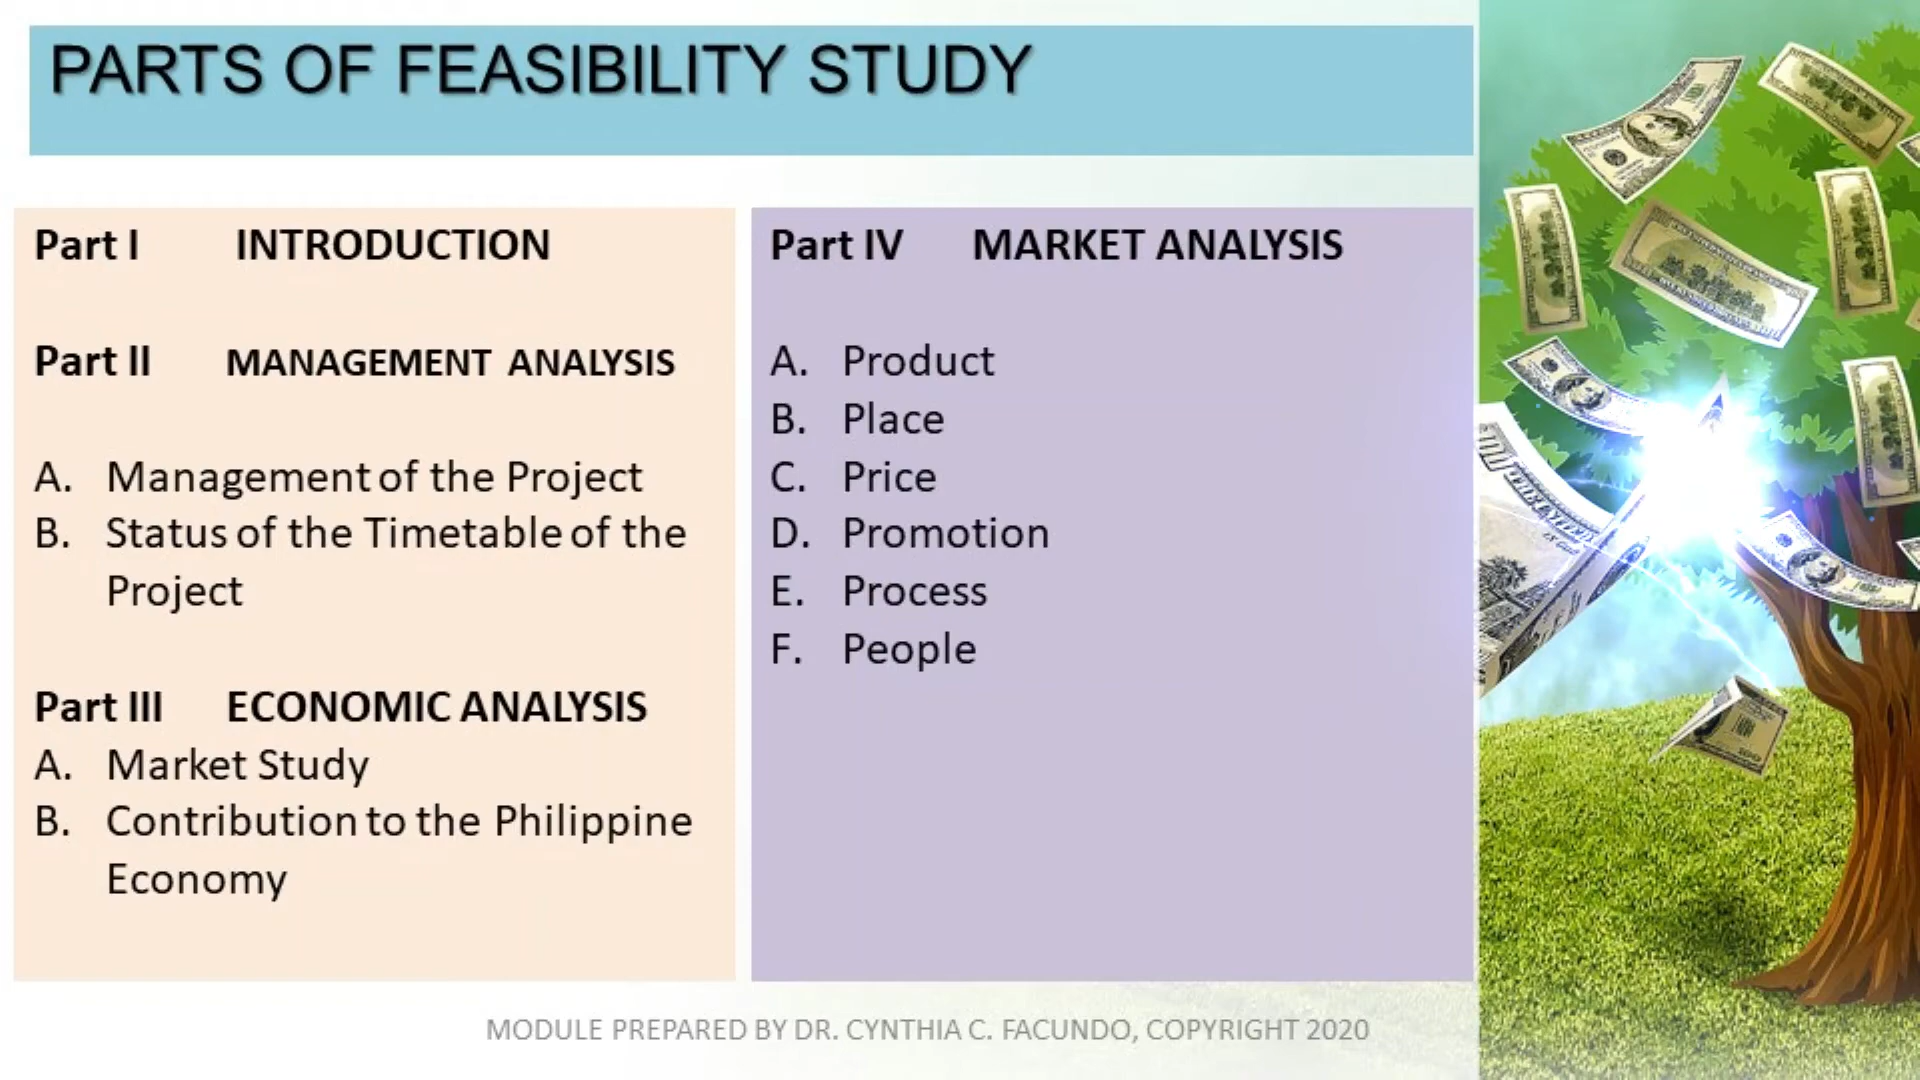 PARTS OF FEASIBILITY STUDY
Part I INTRODUCTION
Part II MANAGEMENT ANALYSIS
A. Management of the Project
B. Status of the Timetable of the
Project
Part III ECONOMIC ANALYSIS
A. Market Study
B. Contribution to the Philippine
Economy
Part IV MARKET ANALYSIS
A. Product
B. Place
C. Price
D. Promotion
E. Process
F. People
MODULE PREPARED BY DR. CYNTHIA C. FACUNDO, COPYRIGHT 2020